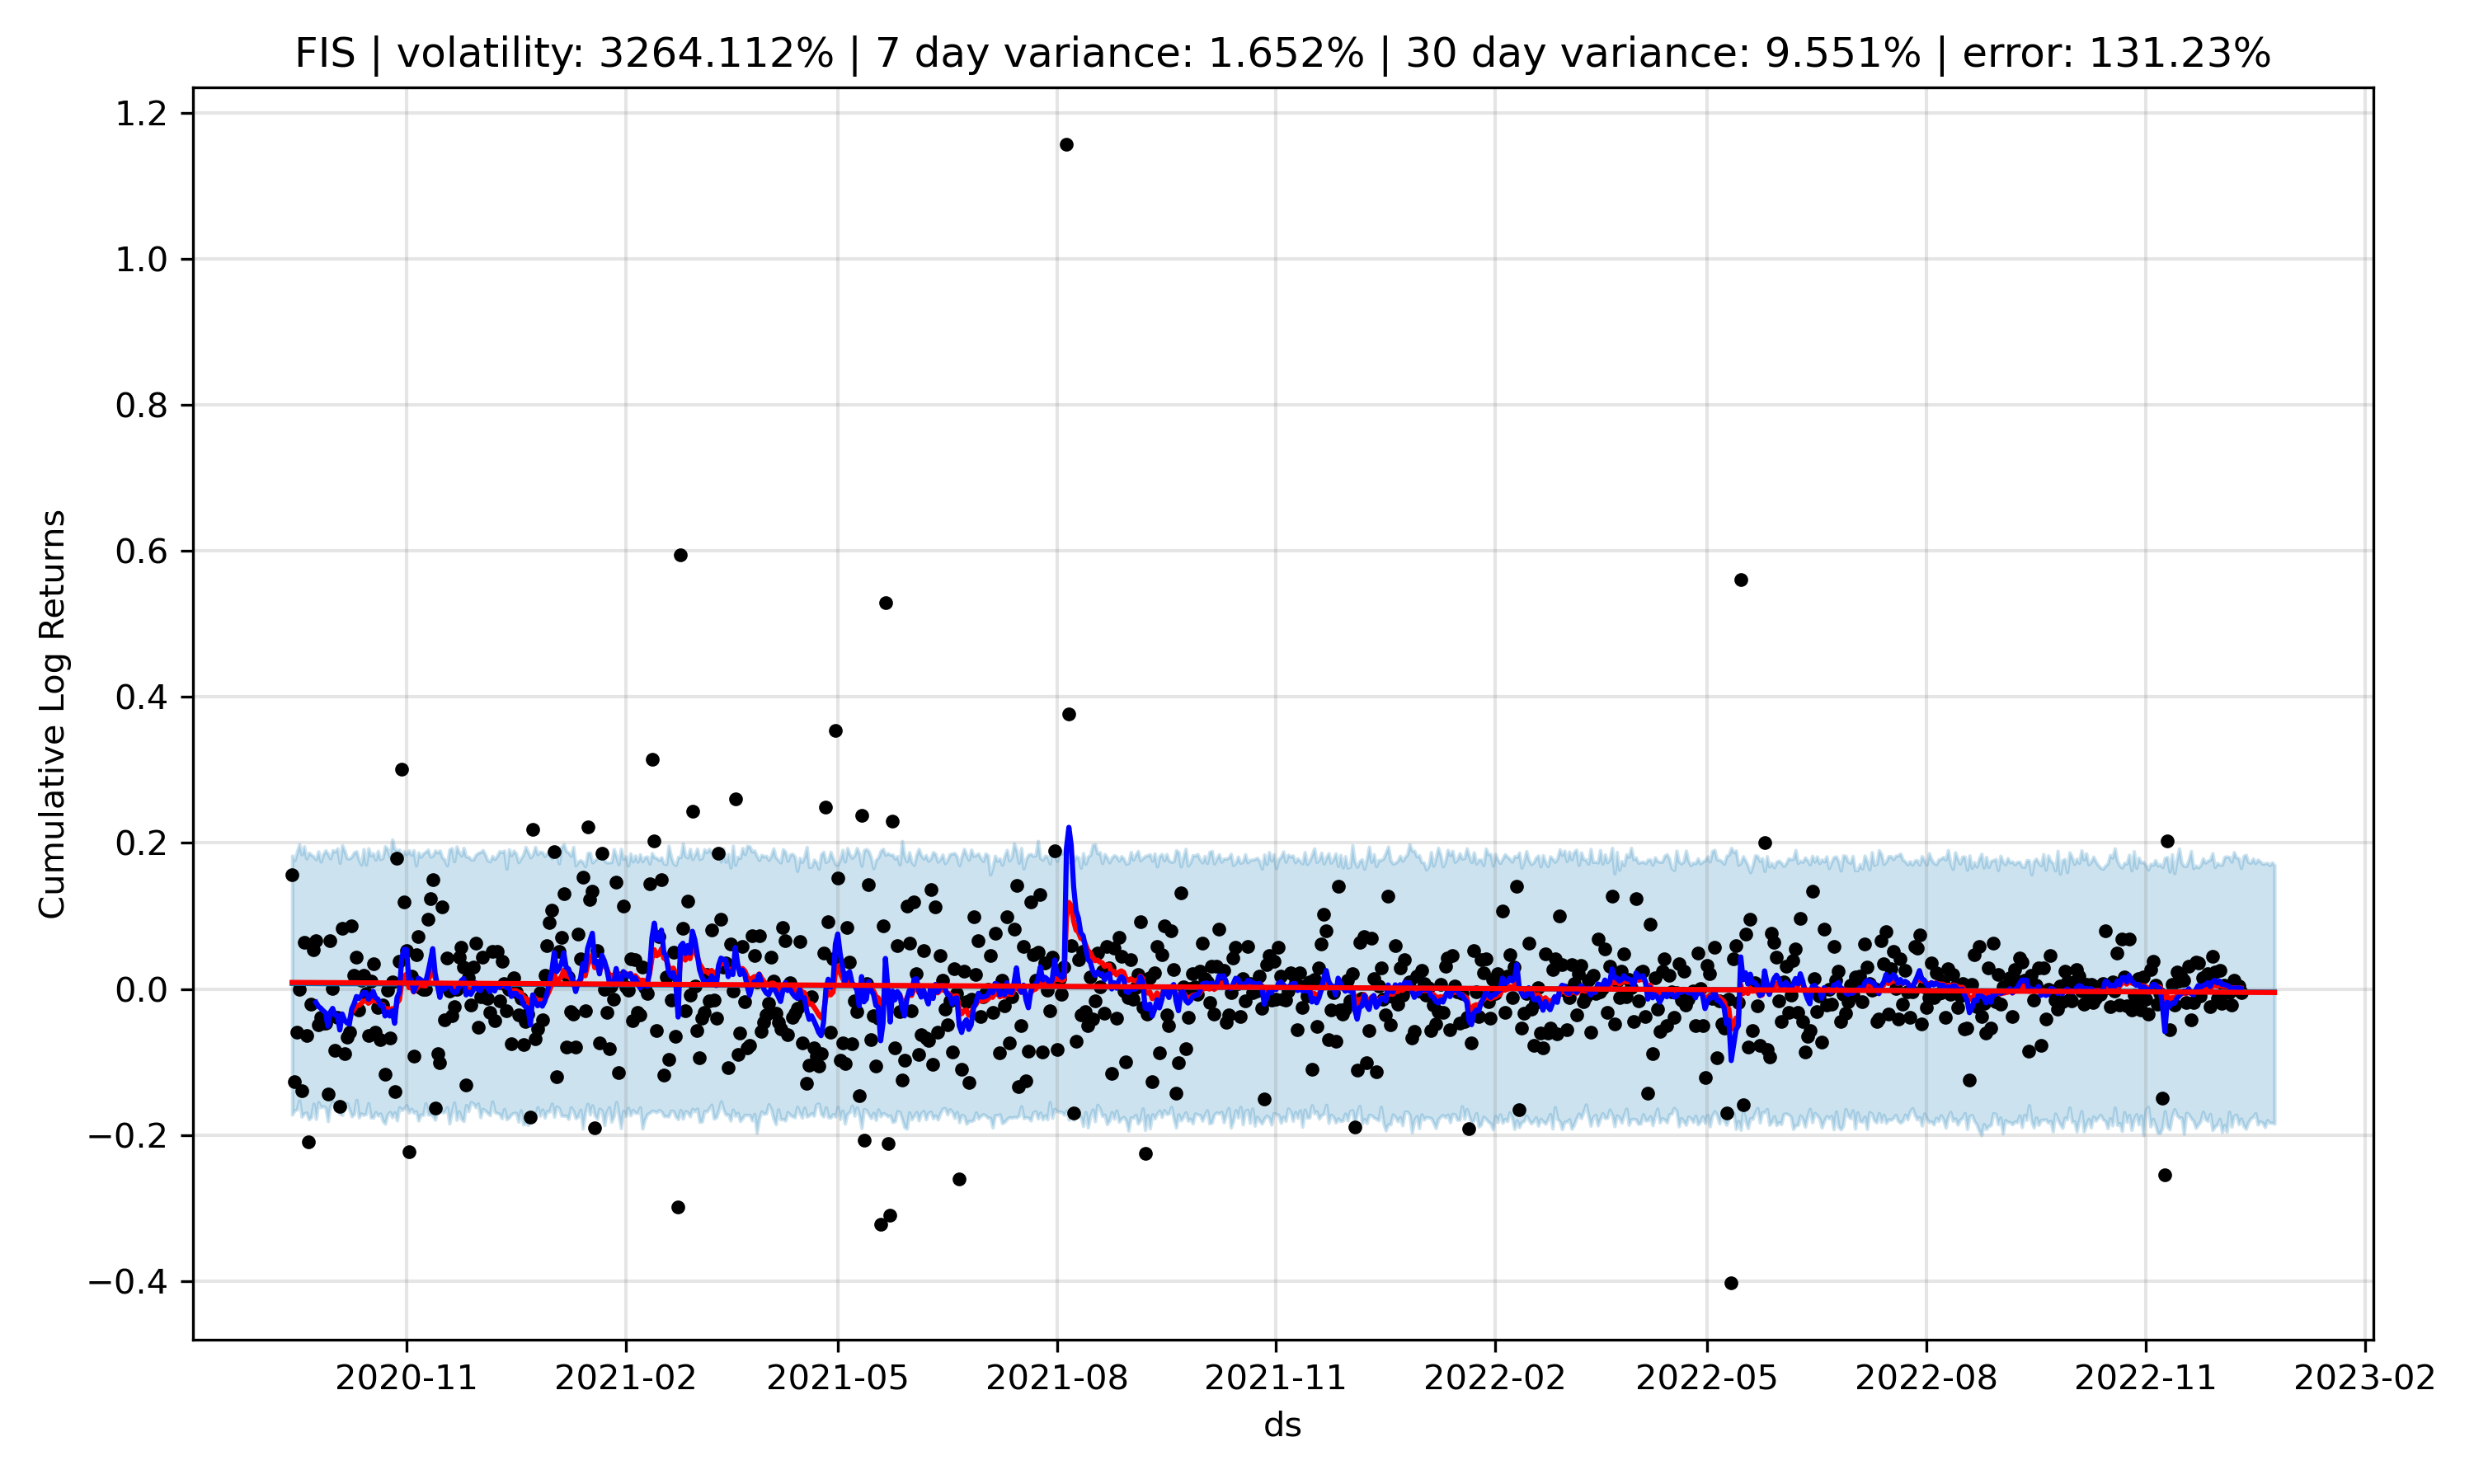 FIS | volatility: 3264.112% | 7 day variance: 1.652% | 30 day variance: 9.551% | error: 131.23%
1.2
1.0
0.8
0.6
0.4
0.2
0.0
−0.2
−0.4
Cumulative Log Returns
2020-11 2021-02 2021-05 2021-08 2021-11 2022-02 2022-05 2022-08 2022-11 2023-02
ds